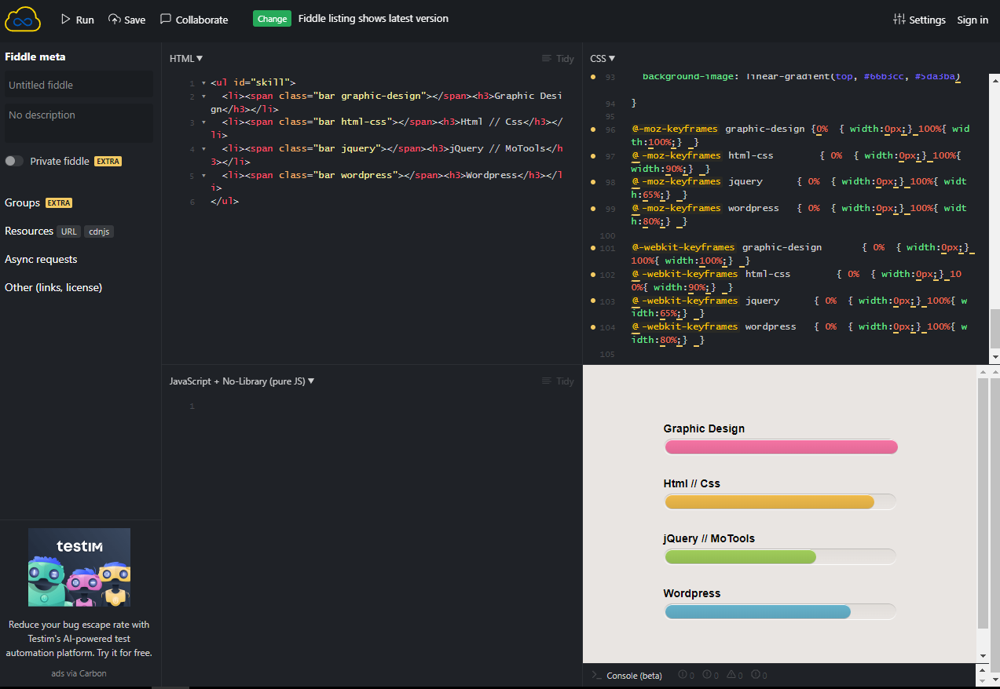 Run
Save
Collaborate
Change
Fiddle listing shows latest version
Settings
Sign in
Fiddle meta
Untitled fiddle
No description
Private fiddle EXTRA
Groups EXTRA
Resources URL cdnjs
Async requests
Other (links, license)
testim
Reduce your bug escape rate with
Testim's AI-powered test
automation platform. Try it for free.
ads via Carbon
HTML ▼
Tidy
1 <ul id="skill">
2 <li><span class="bar graphic-design"></span><h3>Graphic Desi
gn</h3></li>
3 <li><span class="bar html-css"></span><h3>Html // Css</h3></
li>
4 <li><span class="bar jquery"></span><h3>jQuery // MoTools</h
3></li>
5 <li><span class="bar wordpress"></span><h3>Wordpress</h3></l
i>
6 </ul>
CSS ▼
93 background-image: linear-gradient(top, #66b3cc, #5da3ba)
94 }
95
96 @-moz-keyframes graphic-design {0% { width:0px;} 100%{ wid
th:100%;} }
97 @-moz-keyframes html-css { 0% { width:0px;} 100%{
width:90%;} }
98 @-moz-keyframes jquery { 0% { width:0px;} 100%{ widt
h:65%;} }
99 @-moz-keyframes wordpress { 0% { width:0px;} 100%{ widt
h:80%;} }
100
101 @-webkit-keyframes graphic-design { 0% { width:0px;}
100%{ width:100%;} }
102 @-webkit-keyframes html-css { 0% { width:0px;} 10
0%{ width:90%;} }
103 @-webkit-keyframes jquery { 0% { width:0px;} 100%{ w
idth:65%;} }
104 @-webkit-keyframes wordpress { 0% { width:0px;} 100%{ w
idth:80%;} }
105
JavaScript + No-Library (pure JS) ▼
Tidy
1
Graphic Design
Html // Css
jQuery // MoTools
Wordpress
>_ Console (beta) 0 0 0 0